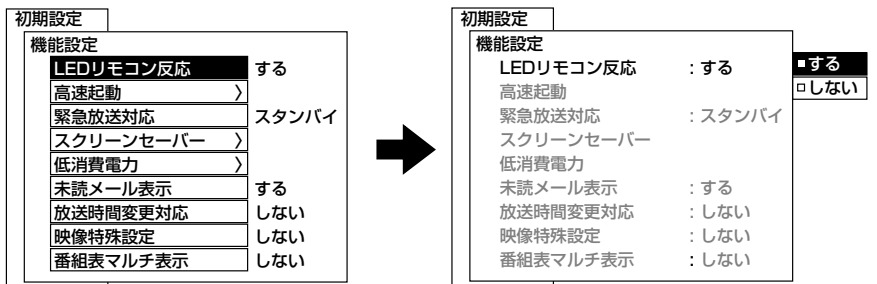 初期設定
機能設定
LEDリモコン反応 する
高速起動 〉
緊急放送対応 スタンバイ
スクリーンセーバー 〉
低消費電力 〉
未読メール表示 する
放送時間変更対応 しない
映像特殊設定 しない
番組表マルチ表示 しない
初期設定
機能設定
LEDリモコン反応 : する
高速起動
緊急放送対応 : スタンバイ
スクリーンセーバー
低消費電力
未読メール表示 : する
放送時間変更対応 : しない
映像特殊設定 : しない
番組表マルチ表示 : しない
する
しない